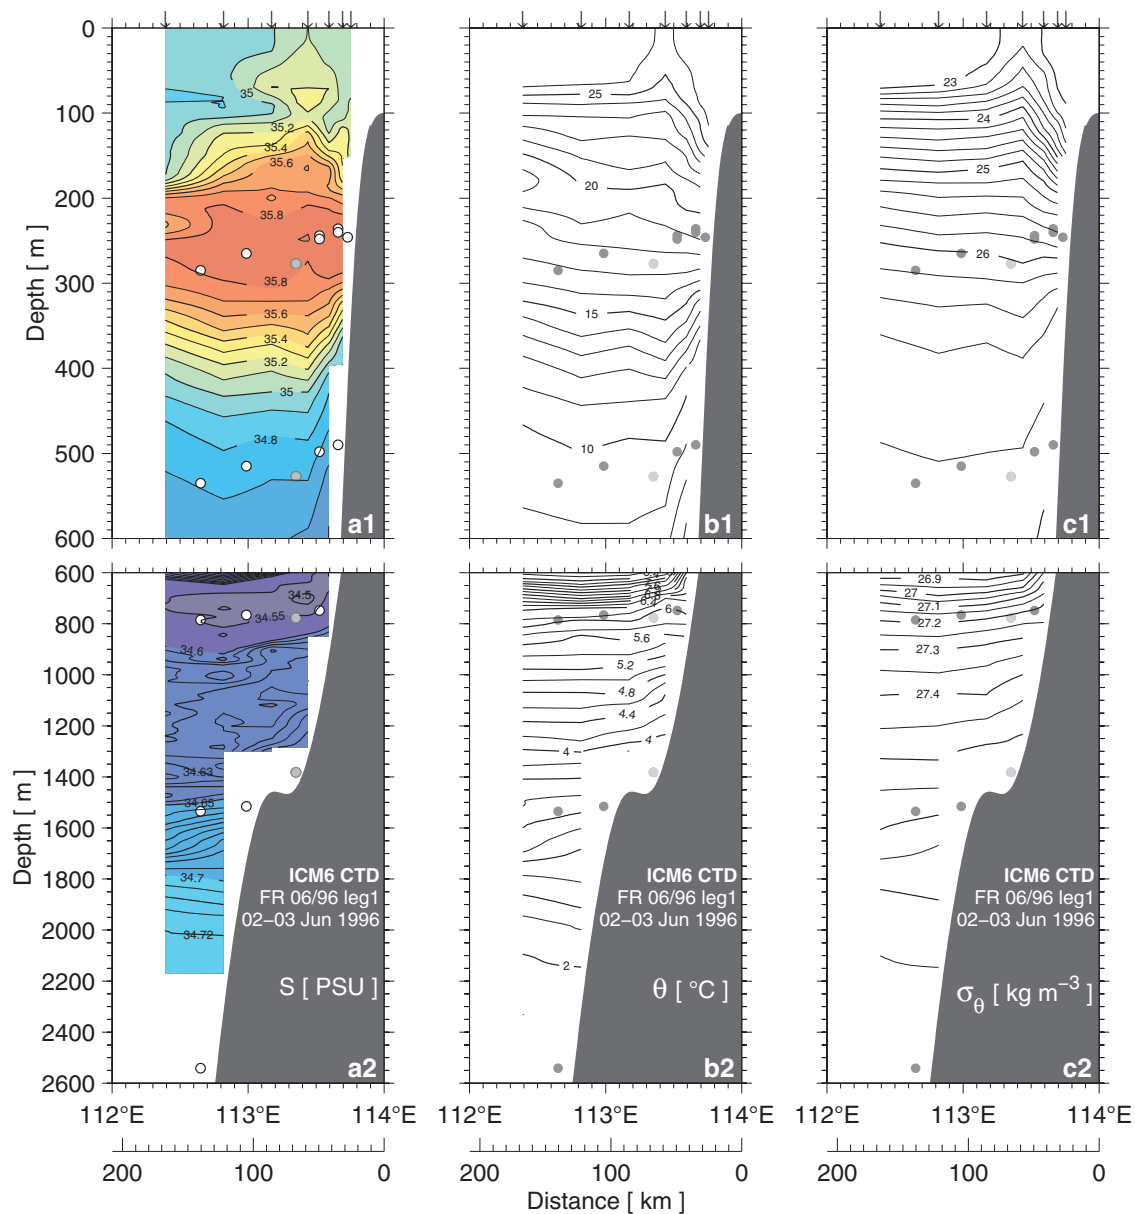 0
100
200
300
400
500
600
Depth [ m ]
35
35.2
35.4
35.6
35.8
35.8
35.6
35.4
35.2
35
34.8
a1
25
20
15
10
b1
23
24
25
26
c1
600
800
1000
1200
1400
1600
1800
2000
2200
2400
2600
Depth [ m ]
34.5
34.55
34.6
34.63
34.65
34.7
34.72
ICM6 CTD
FR 06/96 leg1
02–03 Jun 1996
S [ PSU ]
a2
6.8
6.4
6
5.6
5.2
4.8
4.4
4
4
2
ICM6 CTD
FR 06/96 leg1
02–03 Jun 1996
θ [ °C ]
b2
26.9
27
27.1
27.2
27.3
27.4
ICM6 CTD
FR 06/96 leg1
02–03 Jun 1996
σθ [ kg m−3 ]
c2
112°E 113°E 112°E 113°E 112°E 113°E 114°E
200 100 0 200 100 0 200 100 0
Distance [ km ]